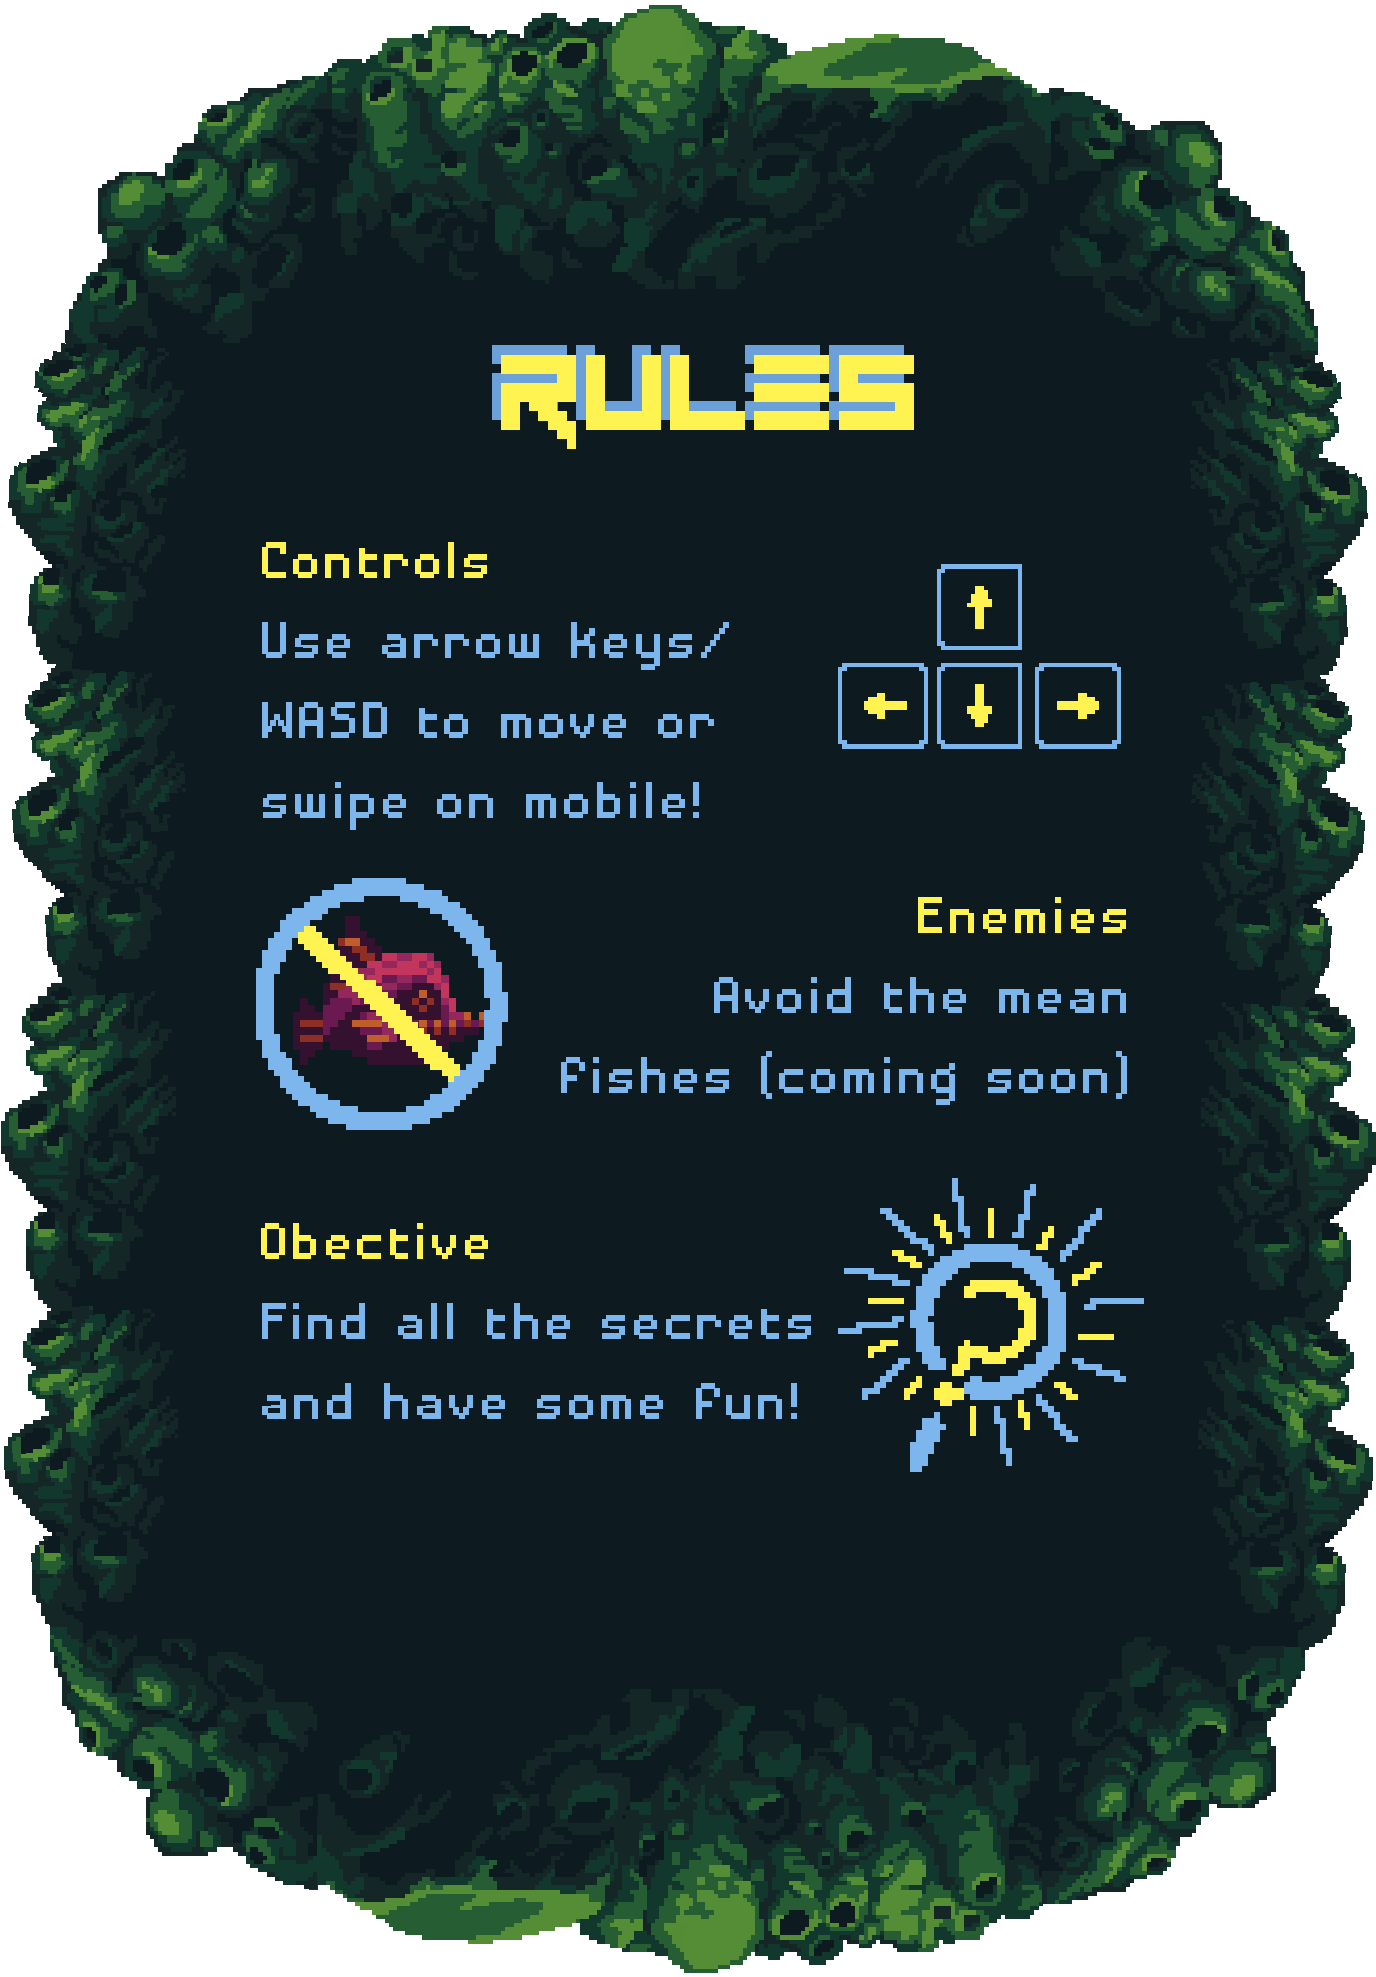 RULES
Controls
Use arrow keys/
WASD to move or
swipe on mobile!
Enemies
Avoid the mean
fishes (coming soon)
Obective
Find all the secrets
and have some fun!